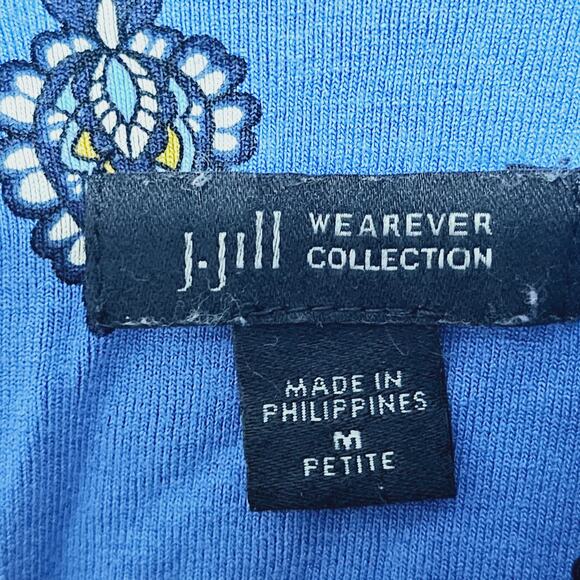 J.Jill WEAREVER
COLLECTION
MADE IN
PHILIPPINES
M
PETITE